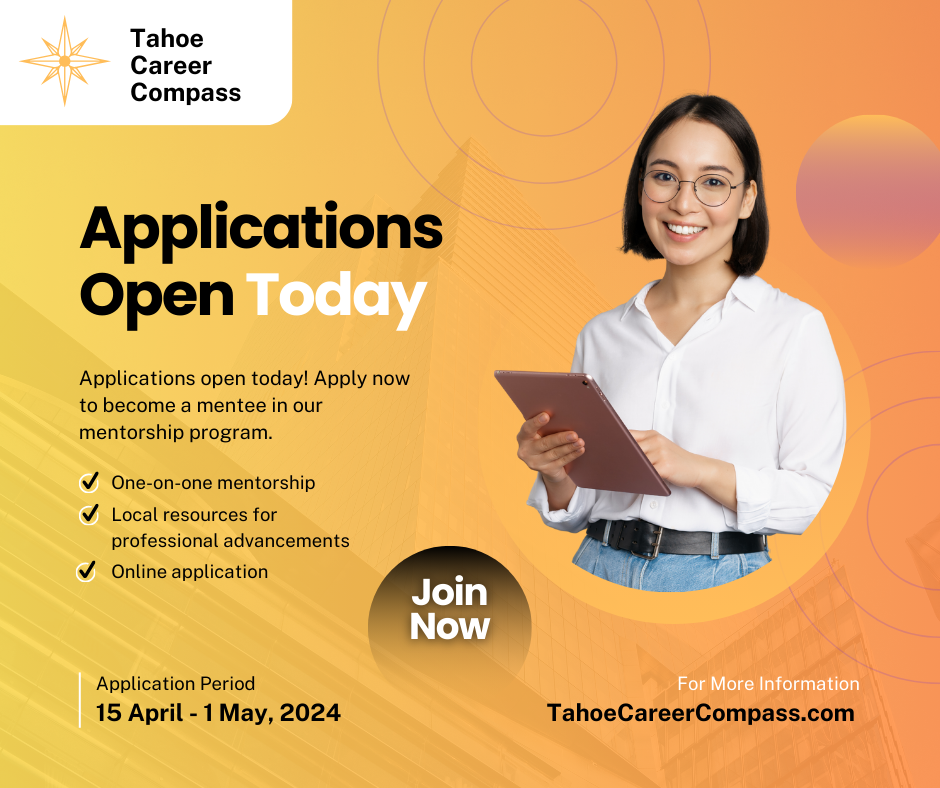 Tahoe
Career
Compass
Applications
Open Today
Applications open today! Apply now
to become a mentee in our
mentorship program.
One-on-one mentorship
Local resources for
professional advancements
Online application
Join
Now
Application Period
15 April - 1 May, 2024
For More Information
TahoeCareerCompass.com